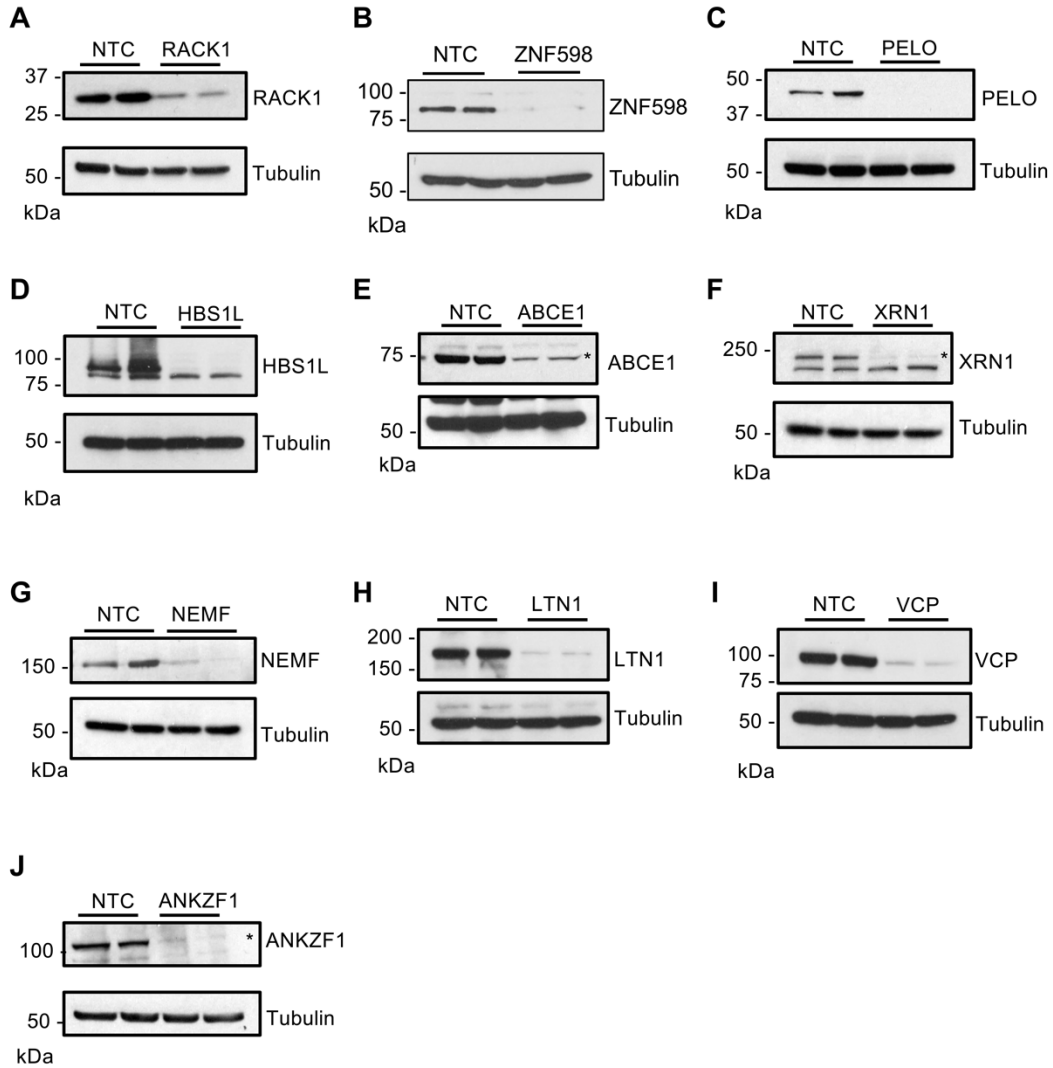 A
NTC RACK1
37 -
25 -
RACK1
50 -
Tubulin
kDa
B
NTC ZNF598
100 -
75 -
ZNF598
50 -
Tubulin
kDa
C
NTC PELO
50 -
37 -
PELO
50 -
Tubulin
kDa
D
NTC HBS1L
100 -
75 -
HBS1L
50 -
Tubulin
kDa
E
NTC ABCE1
75 -
*
ABCE1
50 -
Tubulin
kDa
F
NTC XRN1
250 -
*
XRN1
50 -
Tubulin
kDa
G
NTC NEMF
150 -
NEMF
50 -
Tubulin
kDa
H
NTC LTN1
200 -
150 -
LTN1
50 -
Tubulin
kDa
I
NTC VCP
100 -
75 -
VCP
50 -
Tubulin
kDa
J
NTC ANKZF1
100 -
*
ANKZF1
50 -
Tubulin
kDa